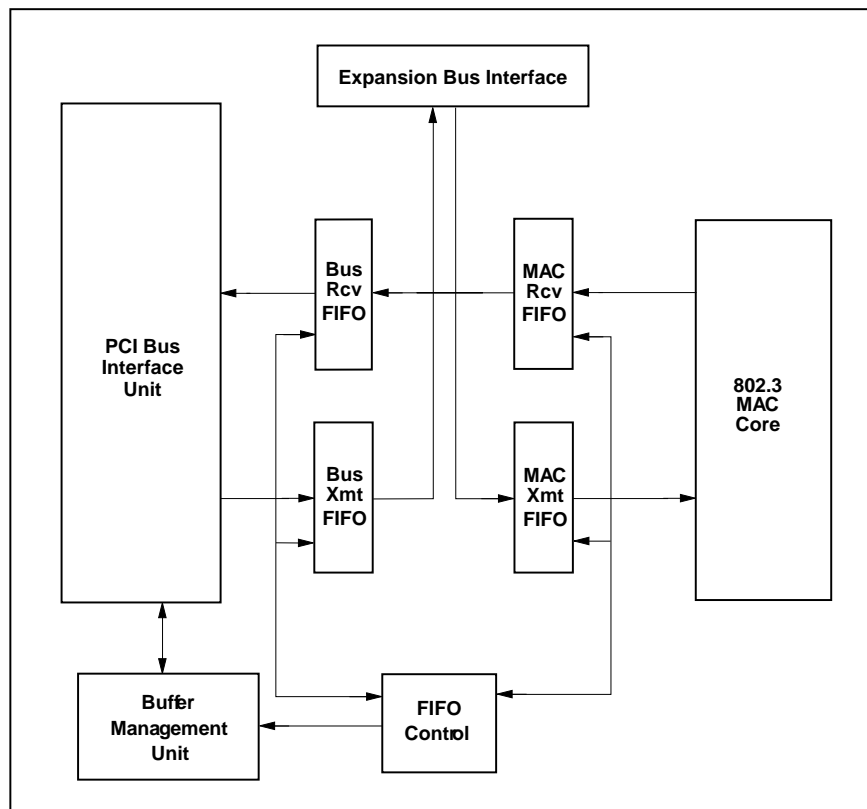 Expansion Bus Interface
Bus
Rcv
FIFO
MAC
Rcv
FIFO
PCI Bus
Interface
Unit
802.3
MAC
Core
Bus
Xmt
FIFO
MAC
Xmt
FIFO
Buffer
Management
Unit
FIFO
Control